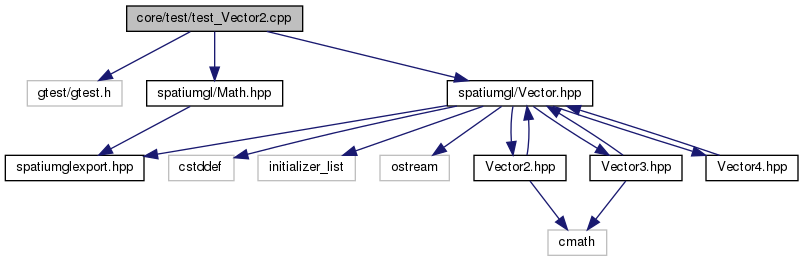 core/test/test_Vector2.cpp
gtest/gtest.h
spatiumgl/Math.hpp
spatiumgl/Vector.hpp
spatiumglexport.hpp
cstddef
initializer_list
ostream
Vector2.hpp
Vector3.hpp
Vector4.hpp
cmath